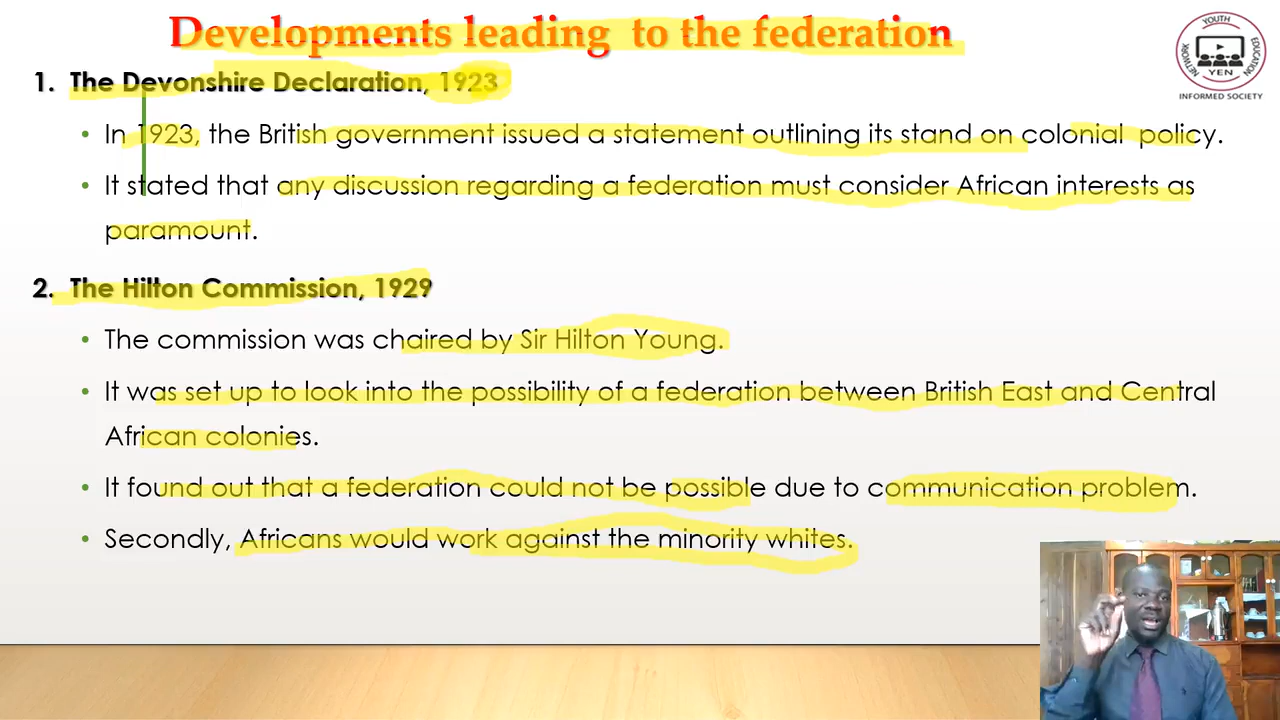 Developments leading to the federation
YOUTH
EDUCATION
NETWORK
YEN
INFORMED SOCIETY
1. The Devonshire Declaration, 1923
• In 1923, the British government issued a statement outlining its stand on colonial policy.
• It stated that any discussion regarding a federation must consider African interests as
paramount.
2. The Hilton Commission, 1929
• The commission was chaired by Sir Hilton Young.
• It was set up to look into the possibility of a federation between British East and Central
African colonies.
• It found out that a federation could not be possible due to communication problem.
• Secondly, Africans would work against the minority whites.